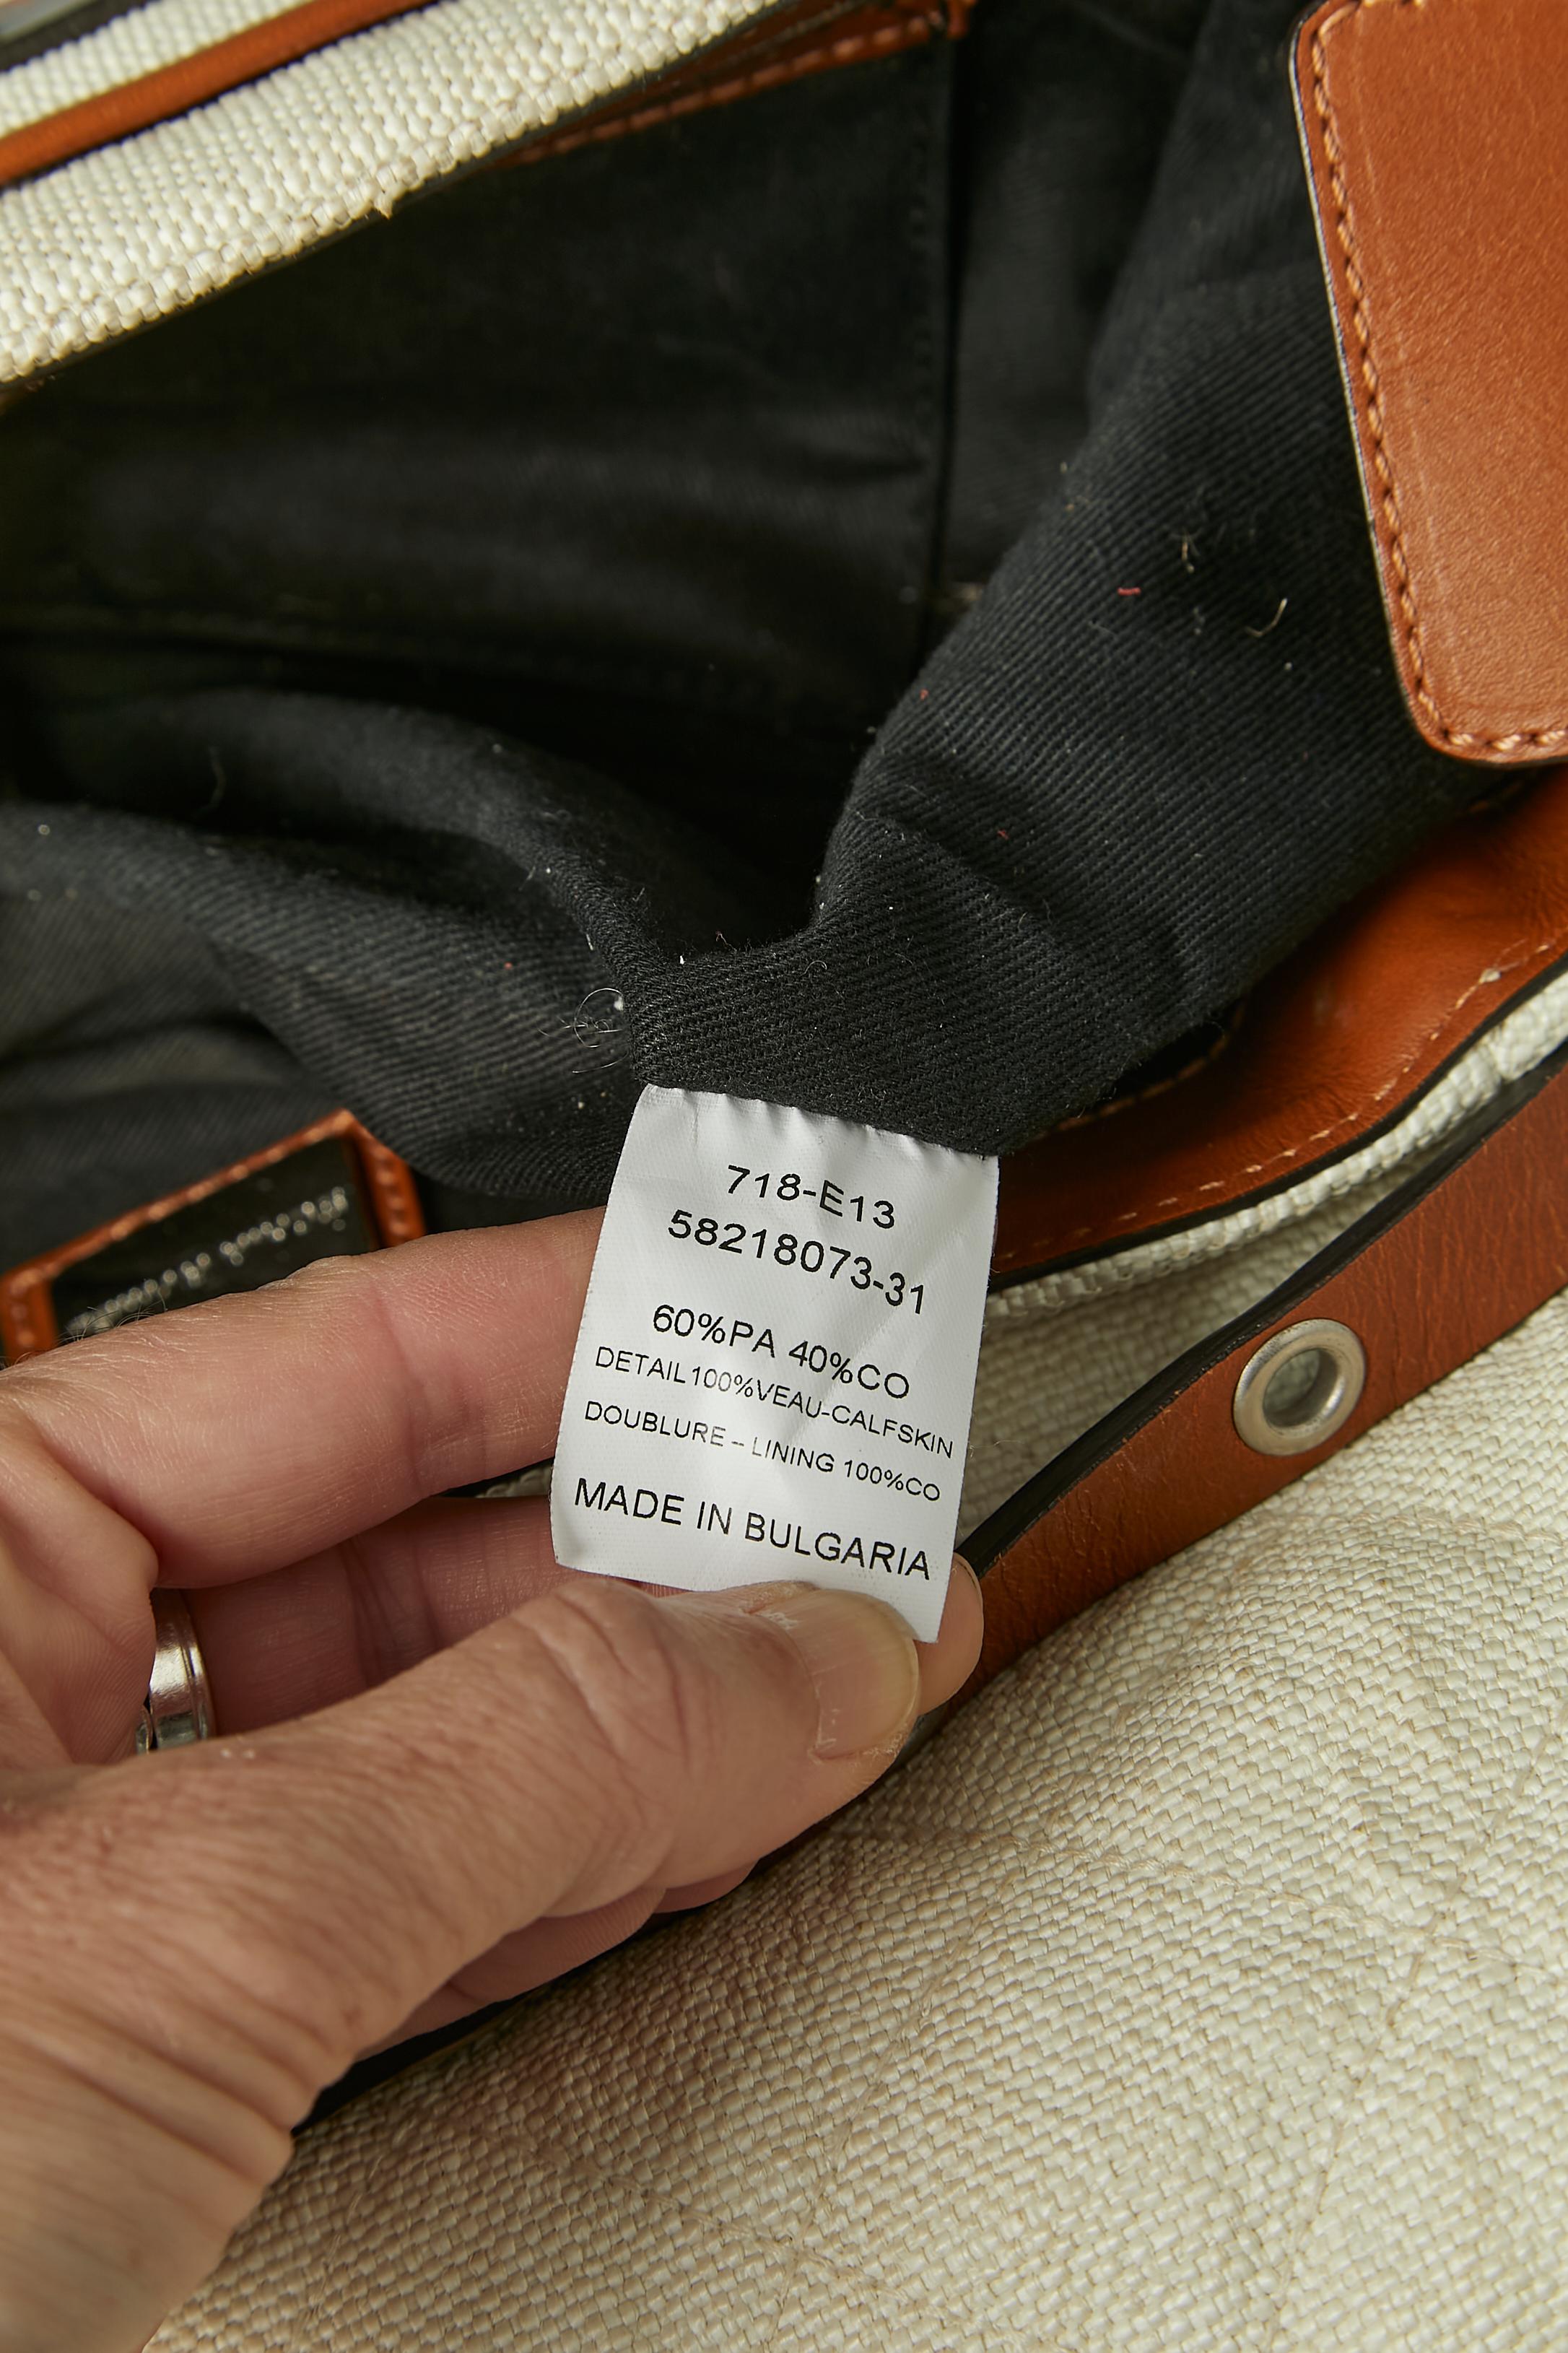 718-E13
58218073-31
60%PA 40%CO
DETAIL100%VEAU-CALFSKIN
DOUBLURE - LINING 100%CO
MADE IN BULGARIA